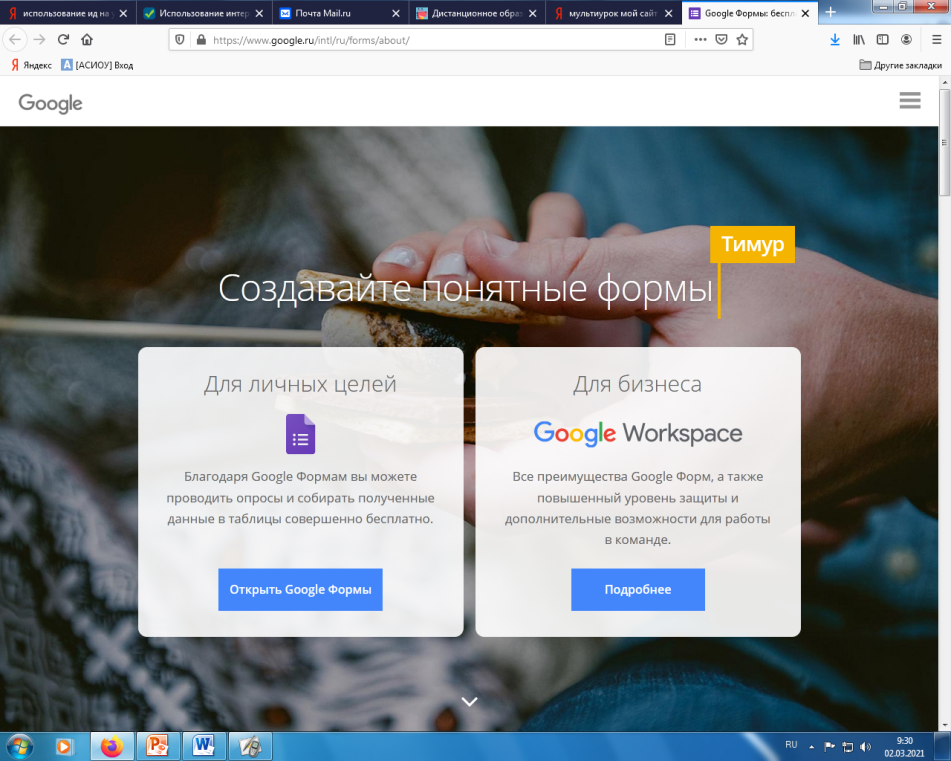 использование ид на у
Использование интер
Почта Mail.ru
Дистанционное образ
мультиурок мой сайт
Google Формы: беспл
https://www.google.ru/intl/ru/forms/about/
Яндекс
[АСИОУ] Вход
Другие закладки
Google
Тимур
Создавайте понятные формы
Для личных целей
Благодаря Google Формам вы можете
проводить опросы и собирать полученные
данные в таблицы совершенно бесплатно.
Открыть Google Формы
Для бизнеса
Google Workspace
Все преимущества Google Форм, а также
повышенный уровень защиты и
дополнительные возможности для работы
в команде.
Подробнее
RU
9:30
02.03.2021